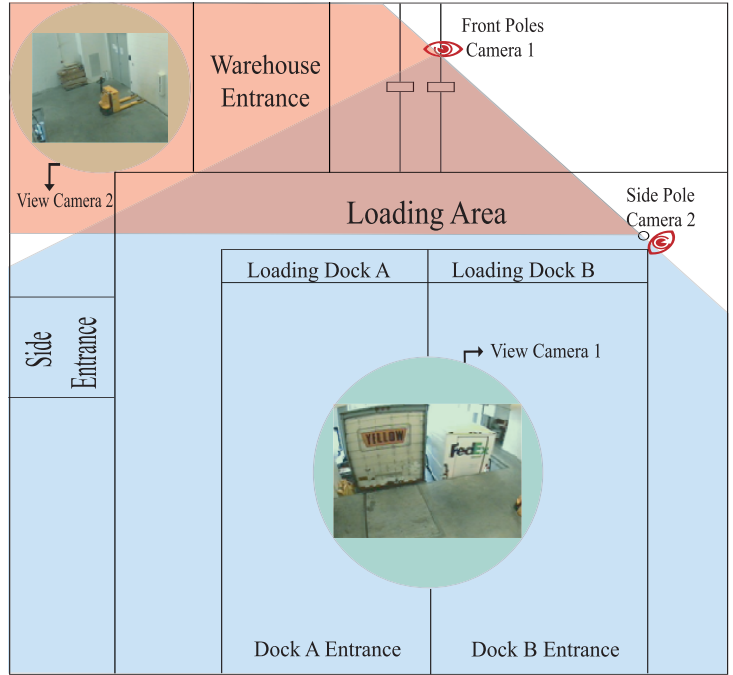 Front Poles
Camera 1
Warehouse
Entrance
View Camera 2
Side Pole
Camera 2
Loading Area
Loading Dock A
Loading Dock B
Side
Entrance
View Camera 1
YELLOW
FedEx
Dock A Entrance
Dock B Entrance